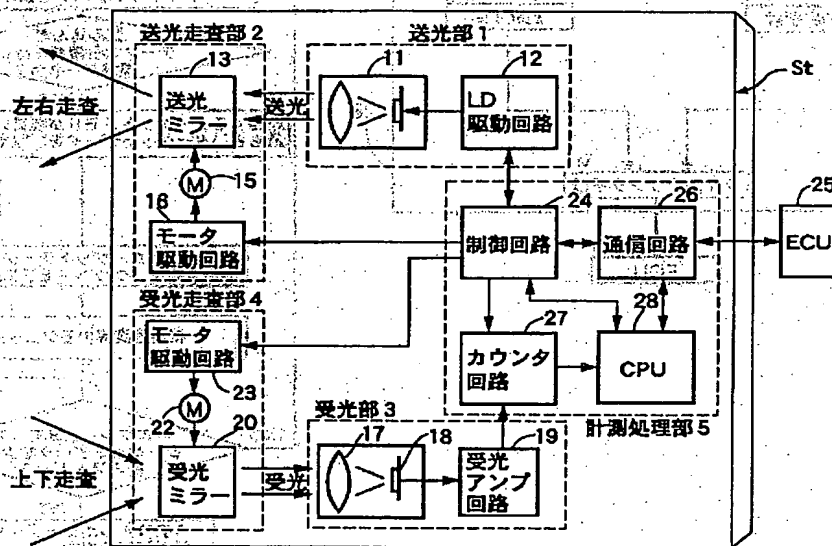 送光走査部 2
13
送光
ミラー
左右走査
送光
M
15
16
モータ
駆動回路
送光部 1
11
12
LD
駆動回路
St
24
制御回路
26
通信回路
25
ECU
27
カウンタ
回路
28
CPU
計測処理部 5
受光走査部 4
モータ
駆動回路
23
M
22
20
受光
ミラー
上下走査
受光
受光部 3
17
18
19
受光
アンプ
回路